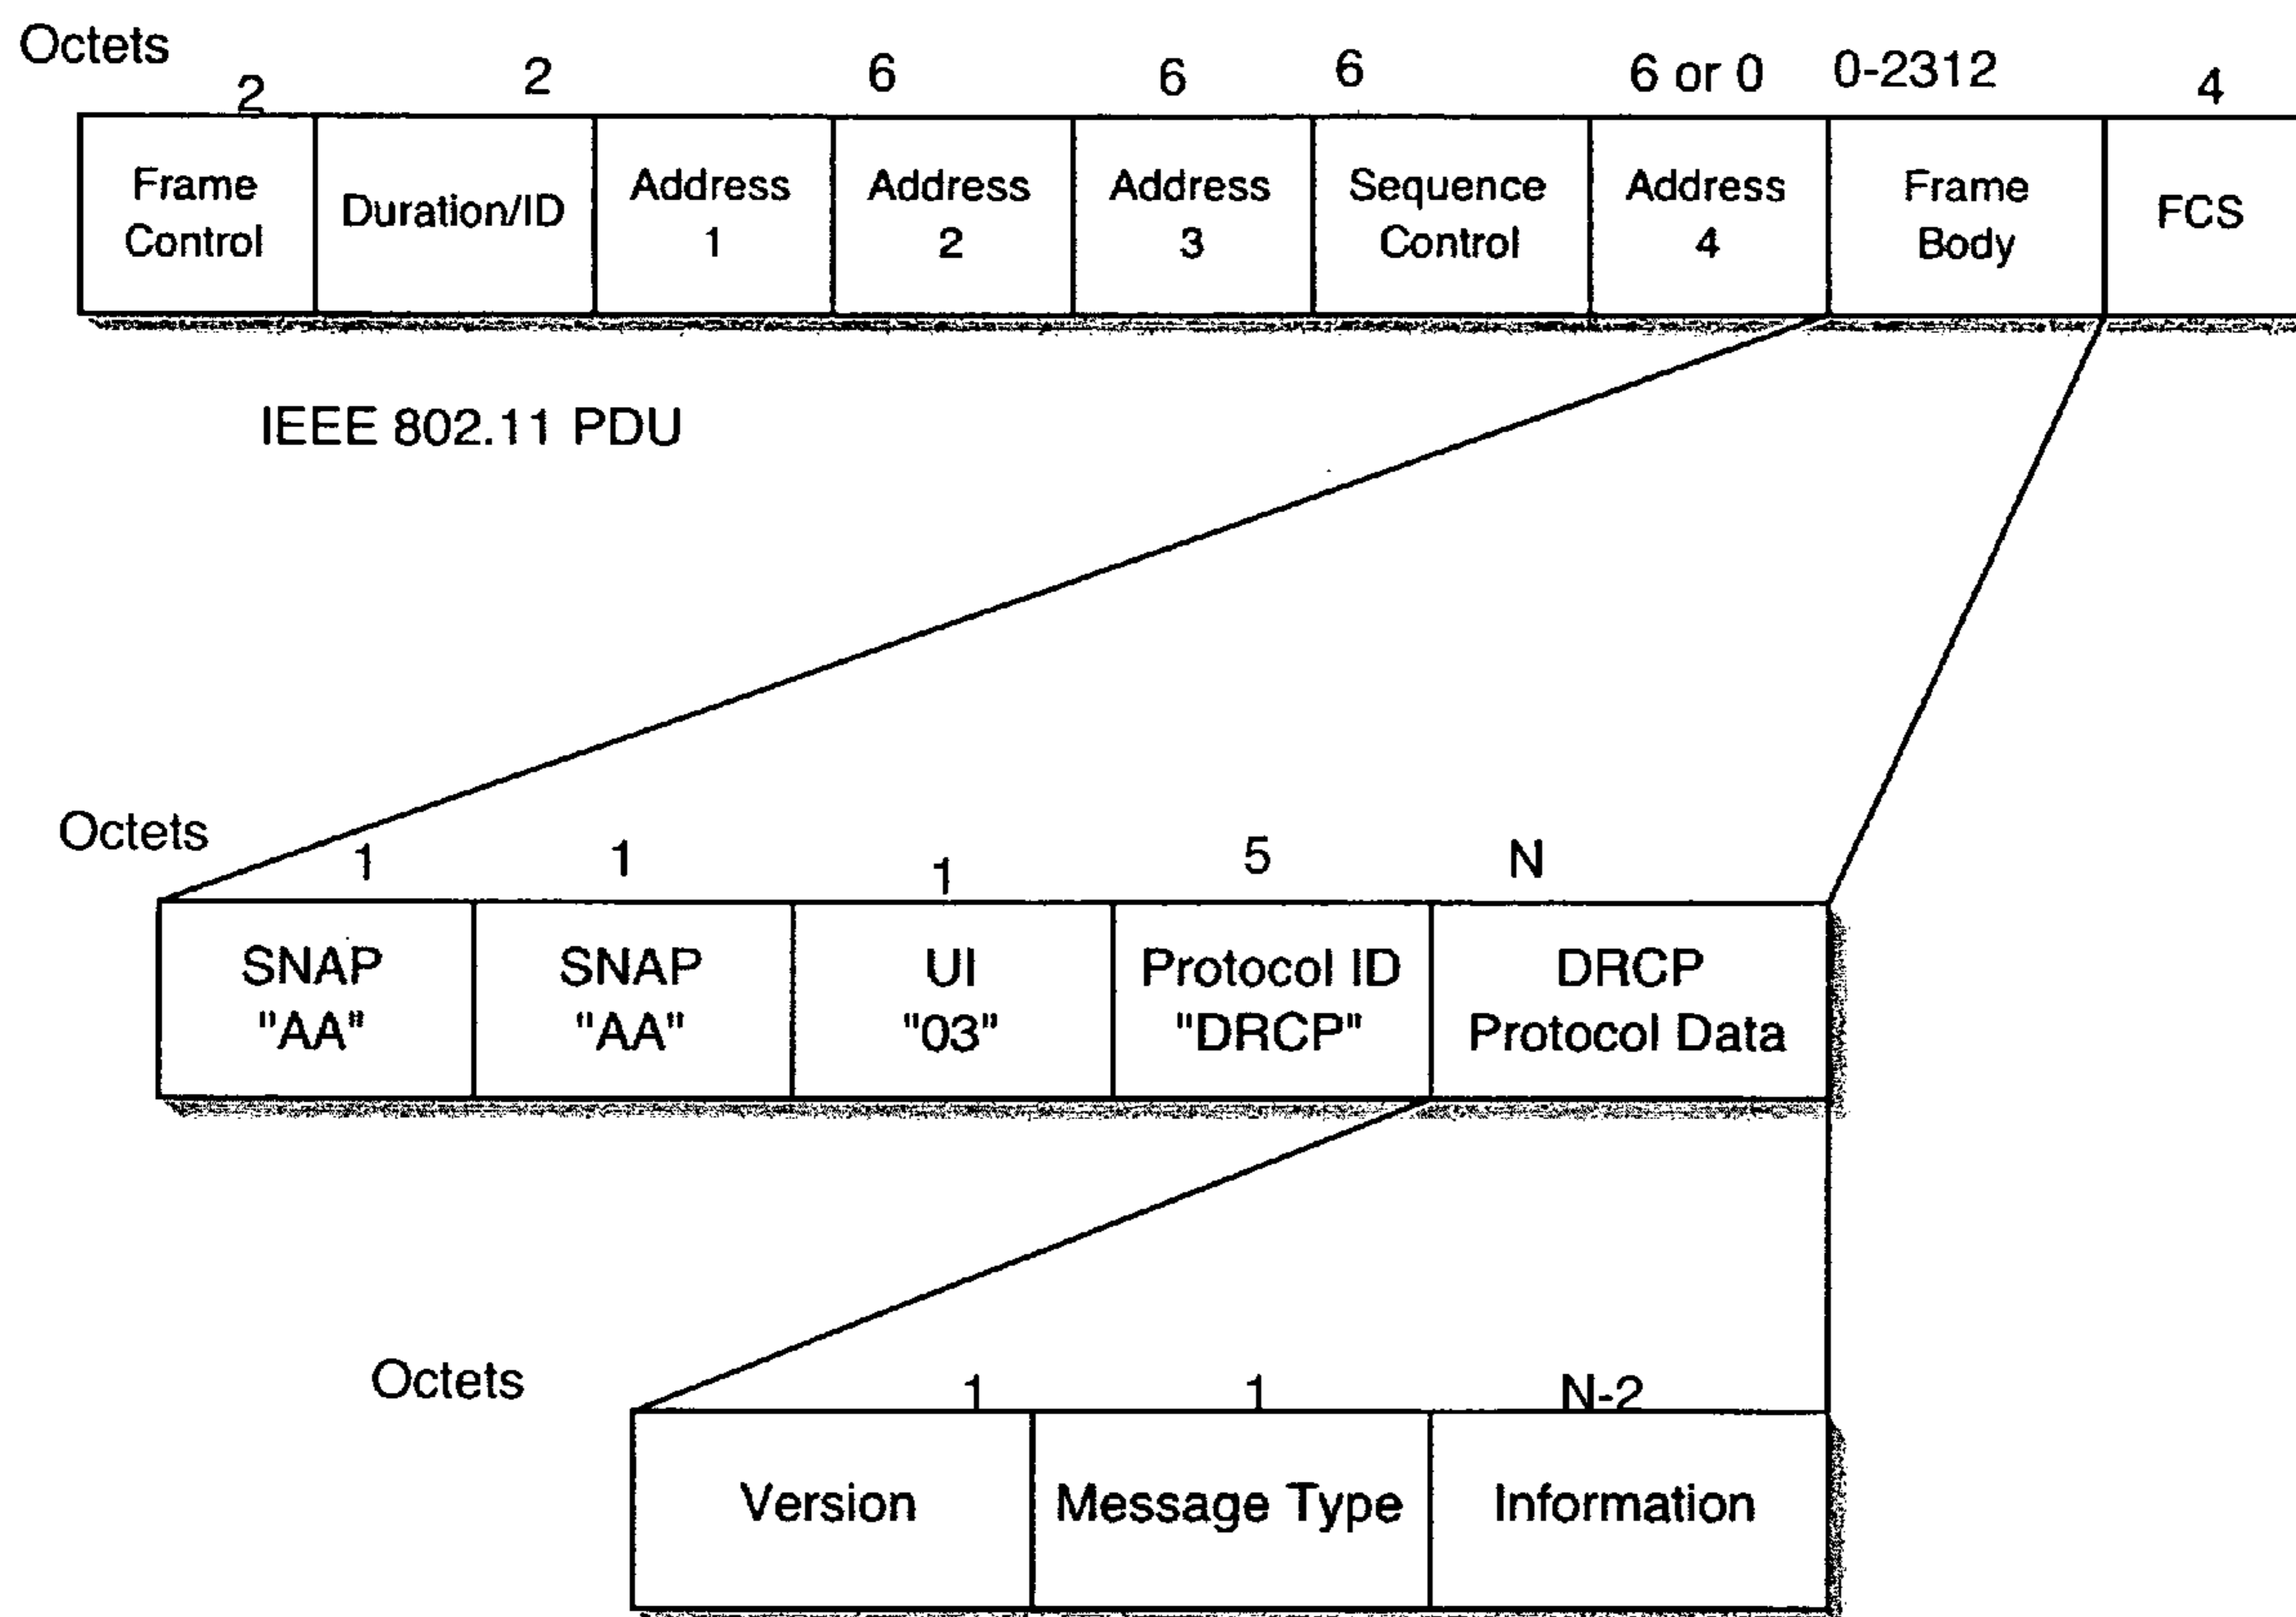 Octets
2 2 6 6 6 6 or 0 0-2312 4
Frame Control
Duration/ID
Address 1
Address 2
Address 3
Sequence Control
Address 4
Frame Body
FCS
IEEE 802.11 PDU
Octets
1 1 1 5 N
SNAP "AA"
SNAP "AA"
UI "03"
Protocol ID "DRCP"
DRCP Protocol Data
Octets
1 1 N-2
Version
Message Type
Information